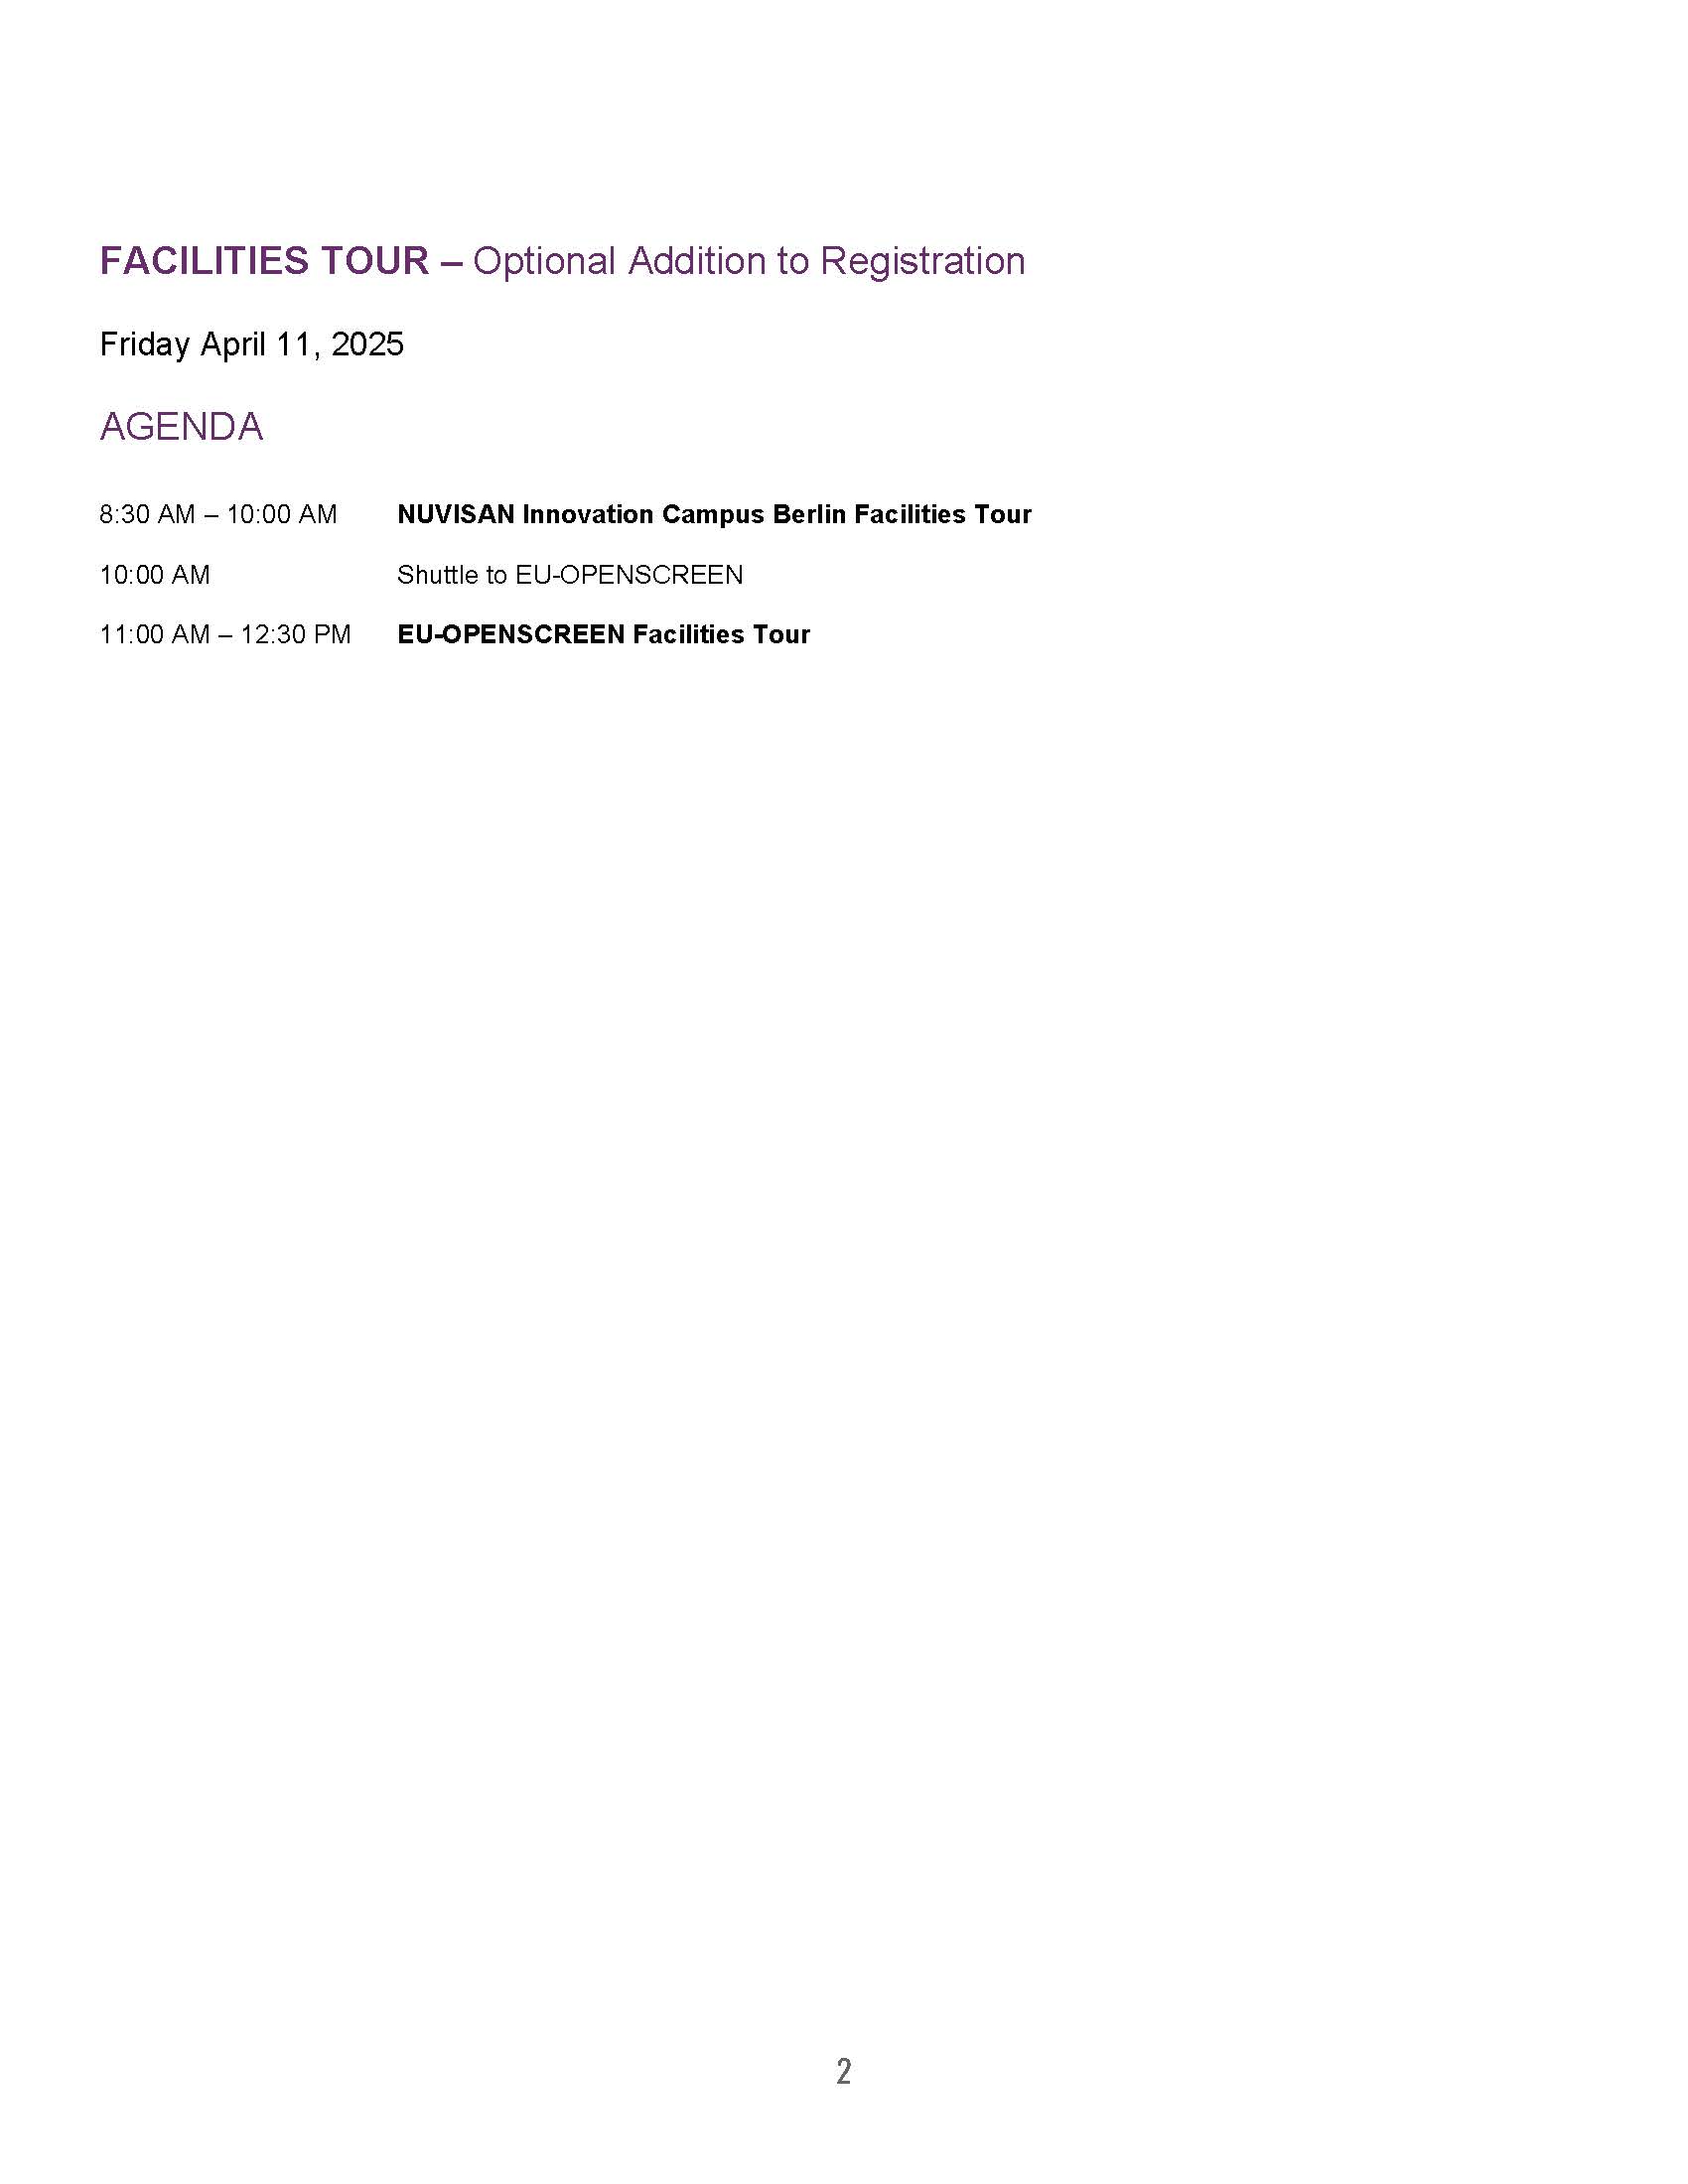 FACILITIES TOUR – Optional Addition to Registration
Friday April 11, 2025
AGENDA
8:30 AM – 10:00 AM NUVISAN Innovation Campus Berlin Facilities Tour
10:00 AM Shuttle to EU-OPENSCREEN
11:00 AM – 12:30 PM EU-OPENSCREEN Facilities Tour
2